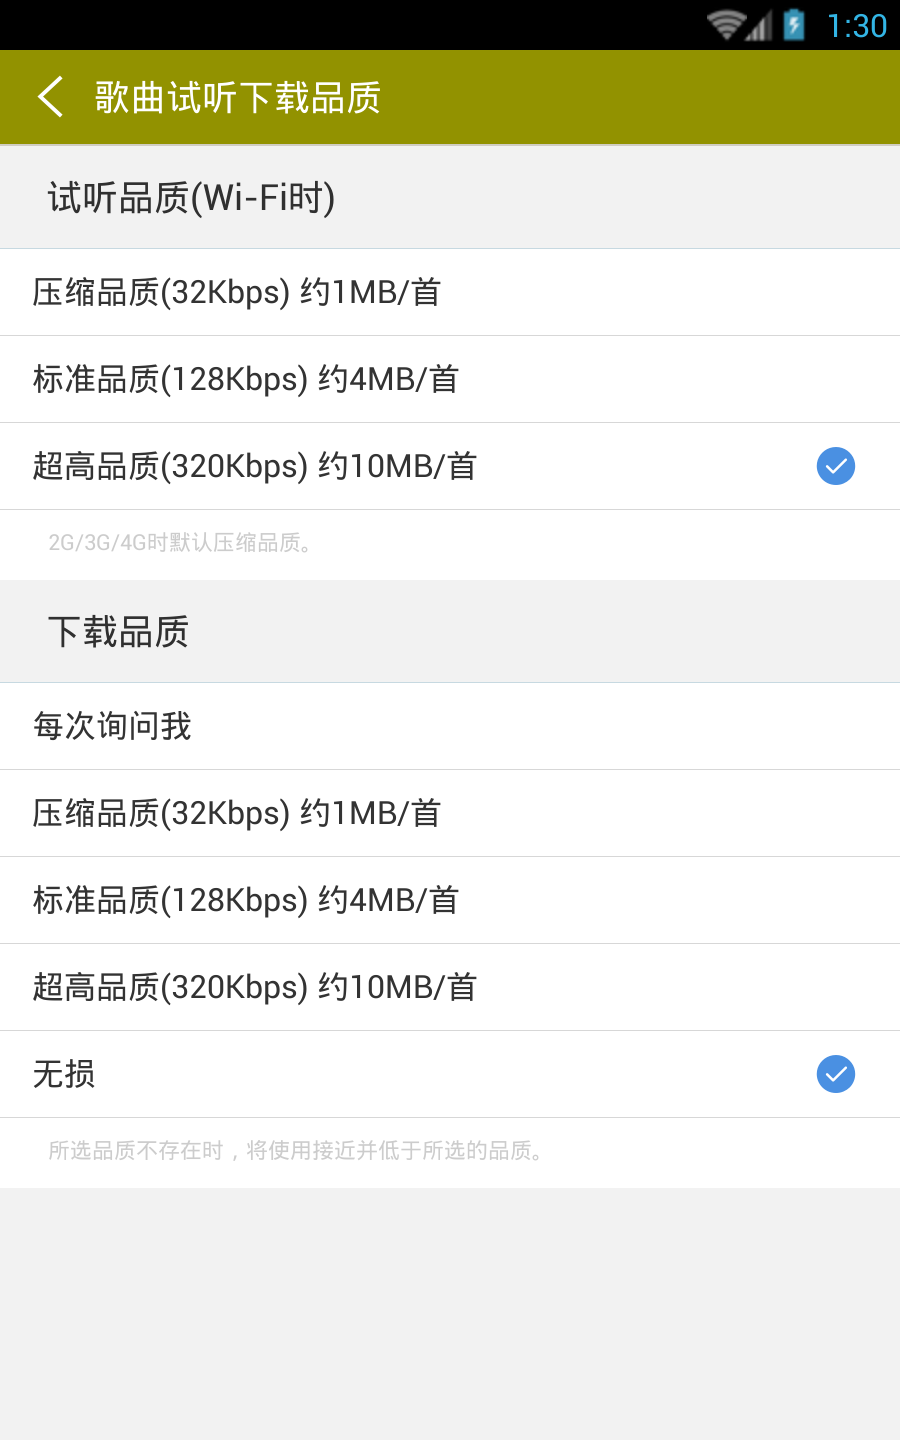 1:30
歌曲试听下载品质
试听品质(Wi-Fi时)
压缩品质(32Kbps) 约1MB/首
标准品质(128Kbps) 约4MB/首
超高品质(320Kbps) 约10MB/首
2G/3G/4G时默认压缩品质。
下载品质
每次询问我
压缩品质(32Kbps) 约1MB/首
标准品质(128Kbps) 约4MB/首
超高品质(320Kbps) 约10MB/首
无损
所选品质不存在时，将使用接近并低于所选的品质。